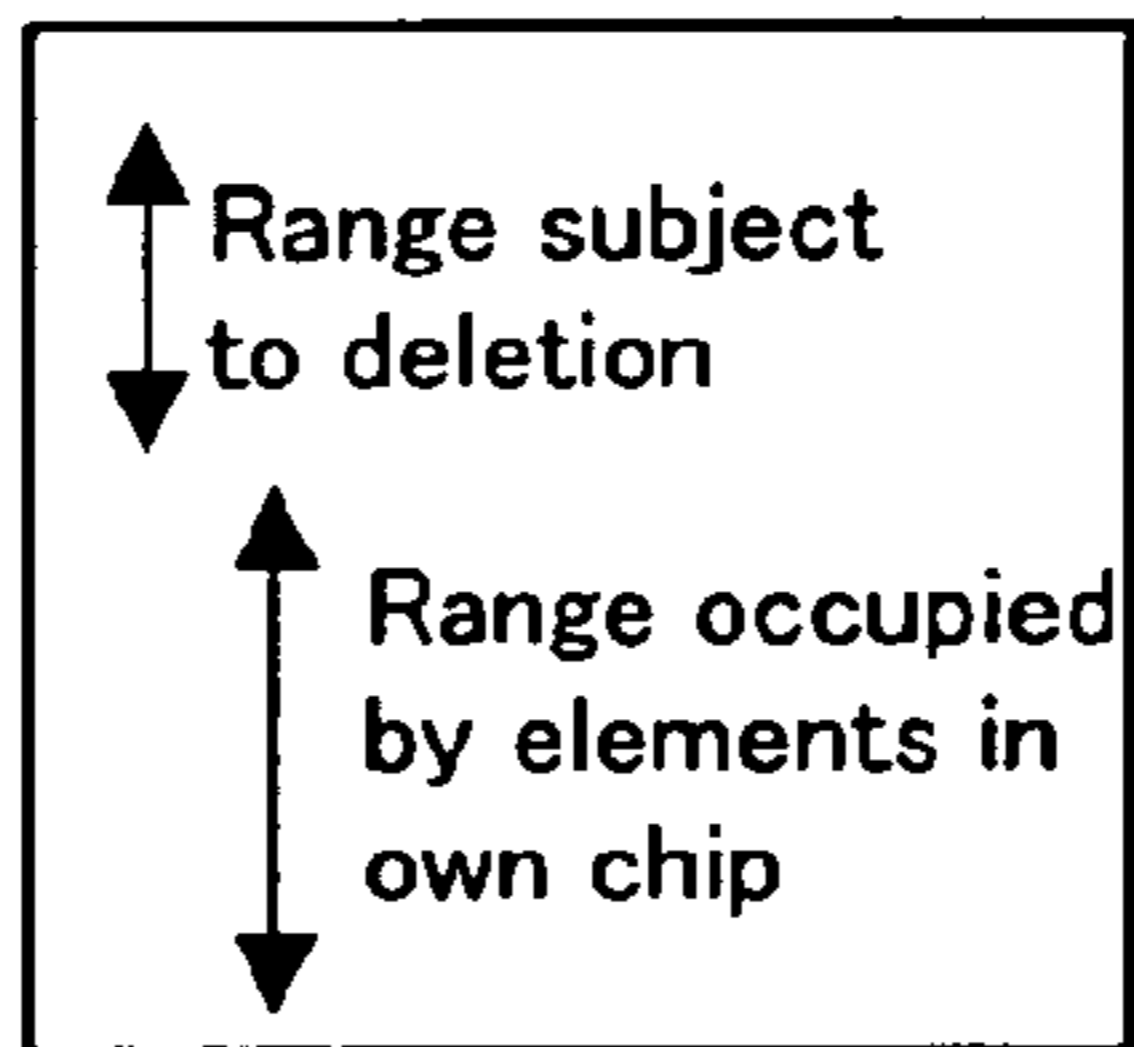 Range subject
to deletion
Range occupied
by elements in
own chip